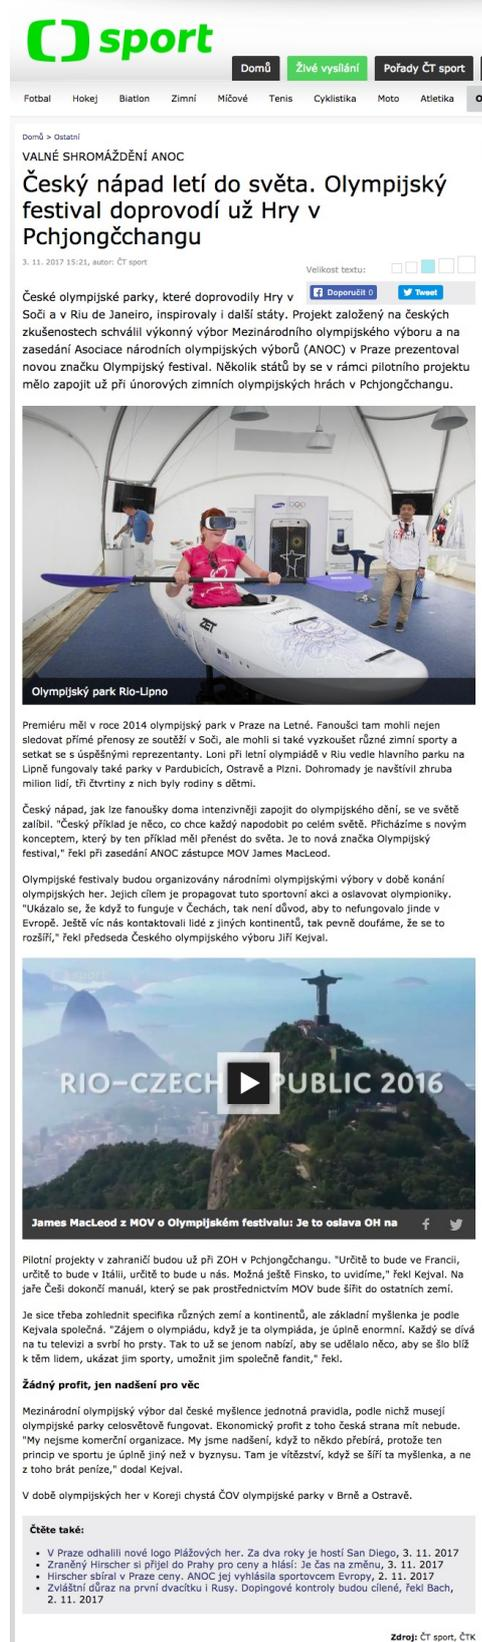 sport
Domů
Živé vysílání
Pořady ČT sport
Fotbal Hokej Biatlon Zimní Míčové Tenis Cyklistika Moto Atletika O
Domů > Ostatní
VALNÉ SHROMÁŽDĚNÍ ANOC
Český nápad letí do světa. Olympijský
festival doprovodí už Hry v
Pchjongčchangu
3. 11. 2017 15:21, autor: ČT sport
Velikost textu:
Doporučit 0
Tweet
České olympijské parky, které doprovodily Hry v
Soči a v Riu de Janeiro, inspirovaly i další státy. Projekt založený na českých
zkušenostech schválil výkonný výbor Mezinárodního olympijského výboru a na
zasedání Asociace národních olympijských výborů (ANOC) v Praze prezentoval
novou značku Olympijský festival. Několik států by se v rámci pilotního projektu
mělo zapojit už při únorových zimních olympijských hrách v Pchjongčchangu.
ZET
Olympijský park Rio-Lipno
Premiéru měl v roce 2014 olympijský park v Praze na Letné. Fanoušci tam mohli nejen
sledovat přímé přenosy ze soutěží v Soči, ale mohli si také vyzkoušet různé zimní sporty a
setkat se s úspěšnými reprezentanty. Loni při letní olympiádě v Riu vedle hlavního parku na
Lipně fungovaly také parky v Pardubicích, Ostravě a Plzni. Dohromady je navštívil zhruba
milion lidí, tři čtvrtiny z nich byly rodiny s dětmi.
Český nápad, jak lze fanoušky doma intenzivněji zapojit do olympijského dění, se ve světě
zalíbil. "Český příklad je něco, co chce každý napodobit po celém světě. Přicházíme s novým
konceptem, který by ten příklad měl přenést do světa. Je to nová značka Olympijský
festival," řekl při zasedání ANOC zástupce MOV James MacLeod.
Olympijské festivaly budou organizovány národními olympijskými výbory v době konání
olympijských her. Jejich cílem je propagovat tuto sportovní akci a oslavovat olympioniky.
"Ukázalo se, že když to funguje v Čechách, tak není důvod, aby to nefungovalo jinde v
Evropě. Ještě víc nás kontaktovali lidé z jiných kontinentů, tak pevně doufáme, že se to
rozšíří," řekl předseda Českého olympijského výboru Jiří Kejval.
RIO-CZECH PUBLIC 2016
James MacLeod z MOV o Olympijském festivalu: Je to oslava OH na
Pilotní projekty v zahraničí budou už při ZOH v Pchjongčchangu. "Určitě to bude ve Francii,
určitě to bude v Itálii, určitě to bude u nás. Možná ještě Finsko, to uvidíme," řekl Kejval. Na
jaře Češi dokončí manuál, který se pak prostřednictvím MOV bude šířit do ostatních zemí.
Je sice třeba zohlednit specifika různých zemí a kontinentů, ale základní myšlenka je podle
Kejvala společná. "Zájem o olympiádu, když je ta olympiáda, je úplně enormní. Každý se dívá
na tu televizi a svrbí ho prsty. Tak to už se jenom nabízí, aby se udělalo něco, aby se šlo blíž
k těm lidem, ukázat jim sporty, umožnit jim společně fandit," řekl.
Žádný profit, jen nadšení pro věc
Mezinárodní olympijský výbor dal české myšlence jednotná pravidla, podle nichž musejí
olympijské parky celosvětově fungovat. Ekonomický profit z toho česká strana mít nebude.
"My nejsme komerční organizace. My jsme nadšení, když to někdo přebírá, protože ten
princip ve sportu je úplně jiný než v byznysu. Tam je vítězství, když se šíří ta myšlenka, a ne
z toho brát peníze," dodal Kejval.
V době olympijských her v Koreji chystá ČOV olympijské parky v Brně a Ostravě.
Čtěte také:
V Praze odhalili nové logo Plážových her. Za dva roky je hostí San Diego, 3. 11. 2017
Zraněný Hirscher si přijel do Prahy pro ceny a hlásí: Je čas na změnu, 3. 11. 2017
Hirscher sbíral v Praze ceny. ANOC jej vyhlásila sportovcem Evropy, 2. 11. 2017
Zvláštní důraz na první dvacítku i Rusy. Dopingové kontroly budou cílené, řekl Bach,
2. 11. 2017
Zdroj: ČT sport, ČTK